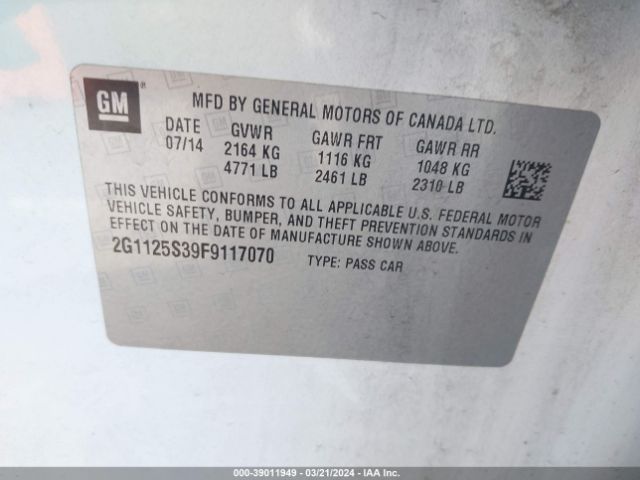 GM ®
MFD BY GENERAL MOTORS OF CANADA LTD.
DATE GVWR GAWR FRT GAWR RR
07/14 2164 KG 1116 KG 1048 KG
4771 LB 2461 LB 2310 LB
THIS VEHICLE CONFORMS TO ALL APPLICABLE U.S. FEDERAL MOTOR
VEHICLE SAFETY, BUMPER, AND THEFT PREVENTION STANDARDS IN
EFFECT ON THE DATE OF MANUFACTURE SHOWN ABOVE.
2G1125S39F9117070 TYPE: PASS CAR
000-39011949 - 03/21/2024 - IAA Inc.